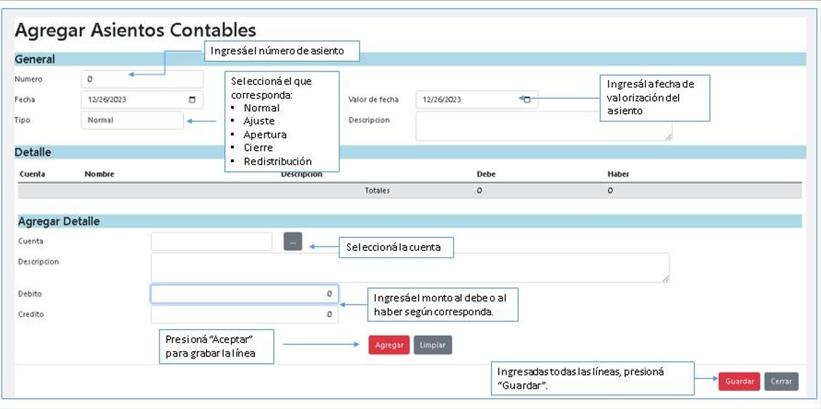 Agregar Asientos Contables
Ingresá el número de asiento
General
Numero 0
Seleccioná el que
corresponda:
▪ Normal
▪ Ajuste
▪ Apertura
▪ Cierre
▪ Redistribución
Ingresá la fecha de
valorización del
asiento
Fecha 12/26/2023 Valor de fecha 12/26/2023
Tipo Normal Descripcion
Detalle
Cuenta Nombre Descripcion Debe Haber
Totales 0 0
Agregar Detalle
Cuenta ...
Seleccioná la cuenta
Descripcion
Debito 0
Credito 0
Ingresá el monto al debe o al
haber según corresponda.
Presioná "Aceptar"
para grabar la línea
Agregar Limpiar
Ingresadas todas las líneas, presioná
"Guardar".
Guardar Cerrar